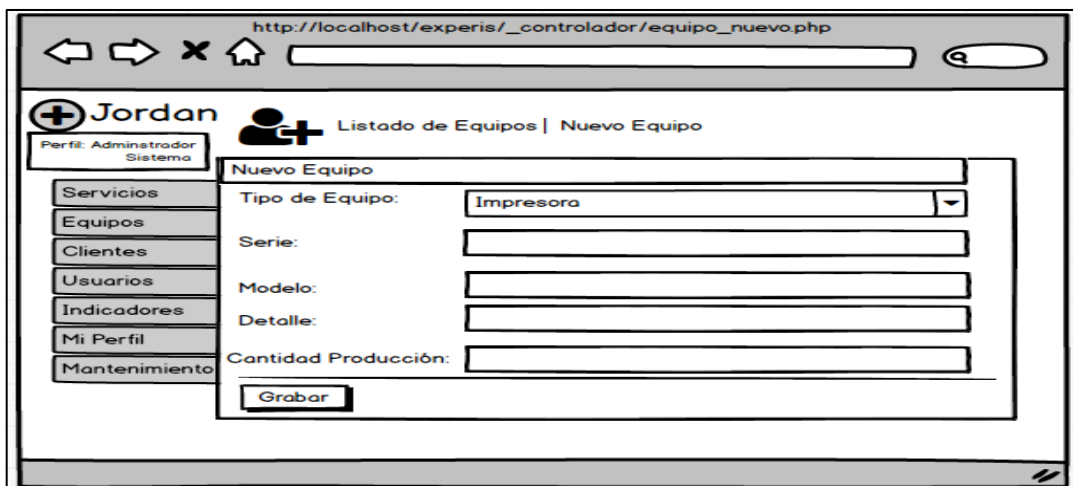 http://localhost/experis/_controlador/equipo_nuevo.php
Jordan
Perfil: Adminstrador
Sistema
Listado de Equipos| Nuevo Equipo
Servicios
Equipos
Clientes
Usuarios
Indicadores
Mi Perfil
Mantenimiento
Nuevo Equipo
Tipo de Equipo:
Impresora
Serie:
Modelo:
Detalle:
Cantidad Producción:
Grabar